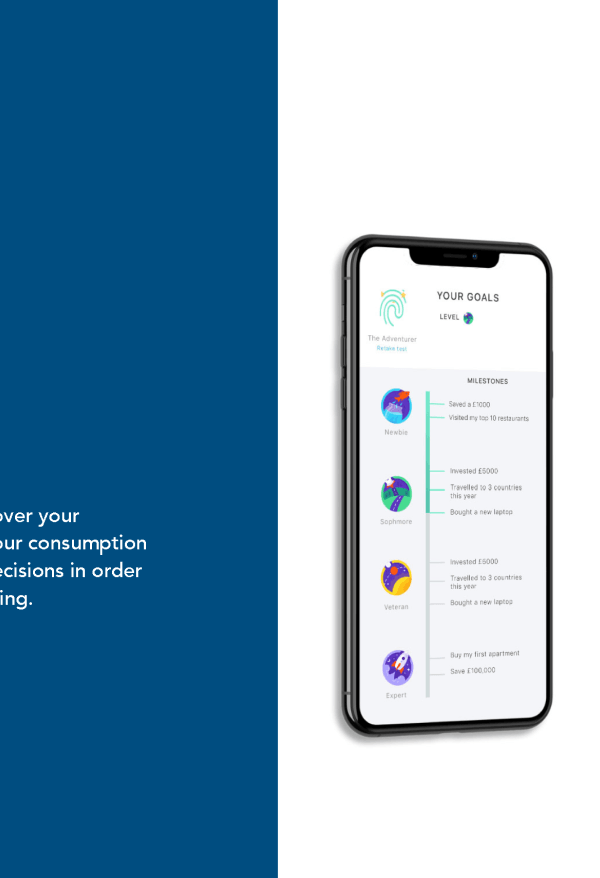 over your
our consumption
ecisions in order
ing.
YOUR GOALS
LEVEL
The Adventurer
Retake test
MILESTONES
Saved a £1000
Visited my top 10 restaurants
Newbie
Invested £5000
Travelled to 3 countries
this year
Bought a new laptop
Sophmore
Invested £6000
Travelled to 3 countries
this year
Bought a new laptop
Veteran
Buy my first apartment
Save £100,000
Expert